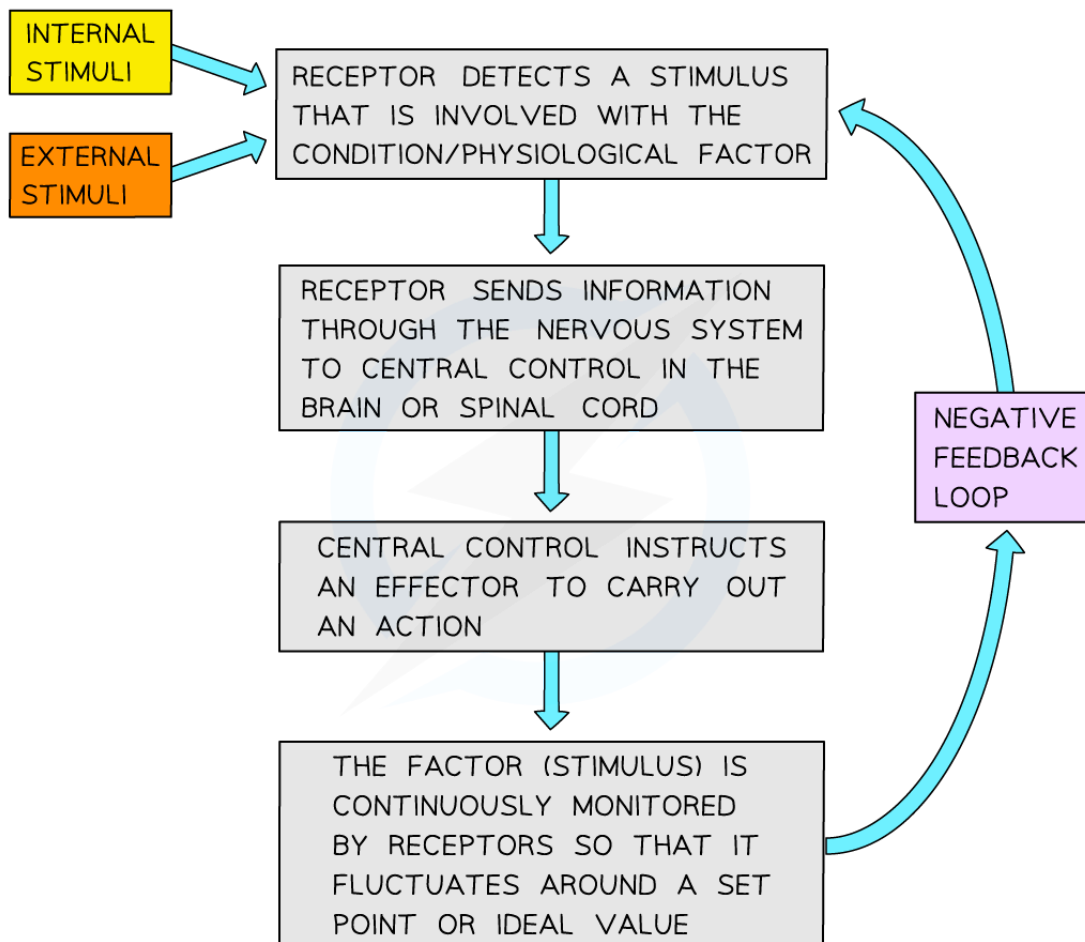 INTERNAL
STIMULI
EXTERNAL
STIMULI
RECEPTOR DETECTS A STIMULUS
THAT IS INVOLVED WITH THE
CONDITION/PHYSIOLOGICAL FACTOR
RECEPTOR SENDS INFORMATION
THROUGH THE NERVOUS SYSTEM
TO CENTRAL CONTROL IN THE
BRAIN OR SPINAL CORD
CENTRAL CONTROL INSTRUCTS
AN EFFECTOR TO CARRY OUT
AN ACTION
THE FACTOR (STIMULUS) IS
CONTINUOUSLY MONITORED
BY RECEPTORS SO THAT IT
FLUCTUATES AROUND A SET
POINT OR IDEAL VALUE
NEGATIVE
FEEDBACK
LOOP